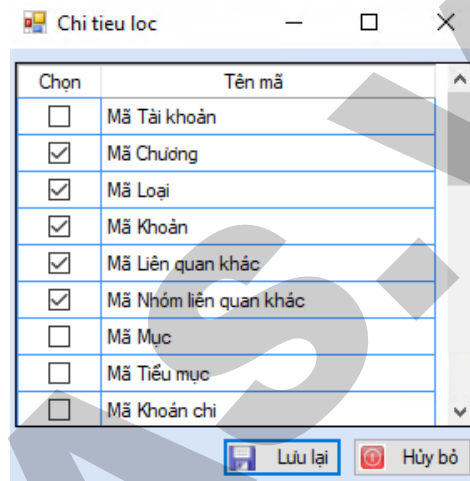 Chi tieu loc
Chọn Tên mã
Mã Tài khoản
Mã Chương
Mã Loại
Mã Khoản
Mã Liên quan khác
Mã Nhóm liên quan khác
Mã Mục
Mã Tiểu mục
Mã Khoán chi
Lưu lại Hủy bỏ